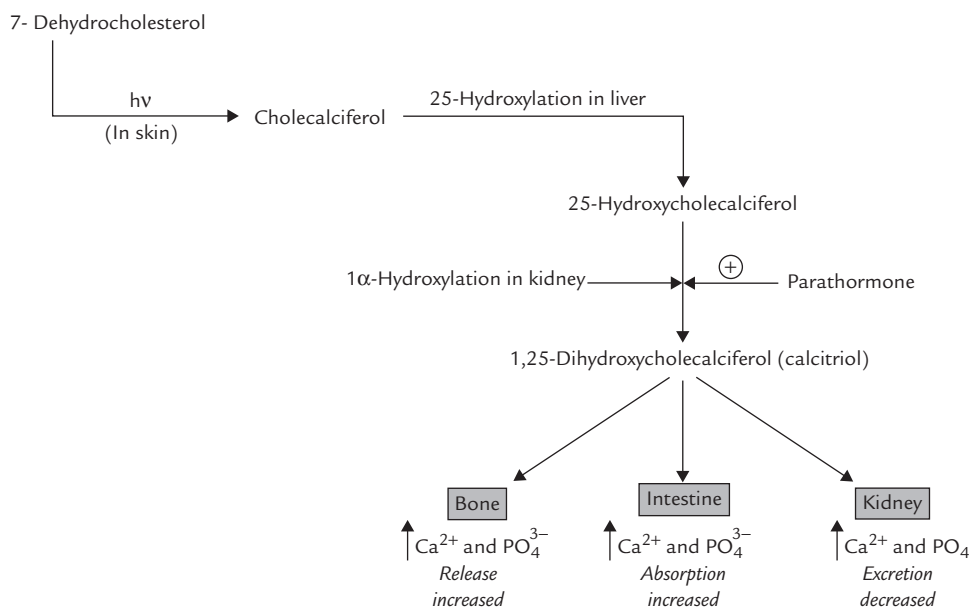 7- Dehydrocholesterol
hν
(In skin)
Cholecalciferol
25-Hydroxylation in liver
25-Hydroxycholecalciferol
1α-Hydroxylation in kidney
+
Parathormone
1,25-Dihydroxycholecalciferol (calcitriol)
Bone
Ca²⁺ and PO₄³⁻
Release
increased
Intestine
Ca²⁺ and PO₄³⁻
Absorption
increased
Kidney
Ca²⁺ and PO₄
Excretion
decreased